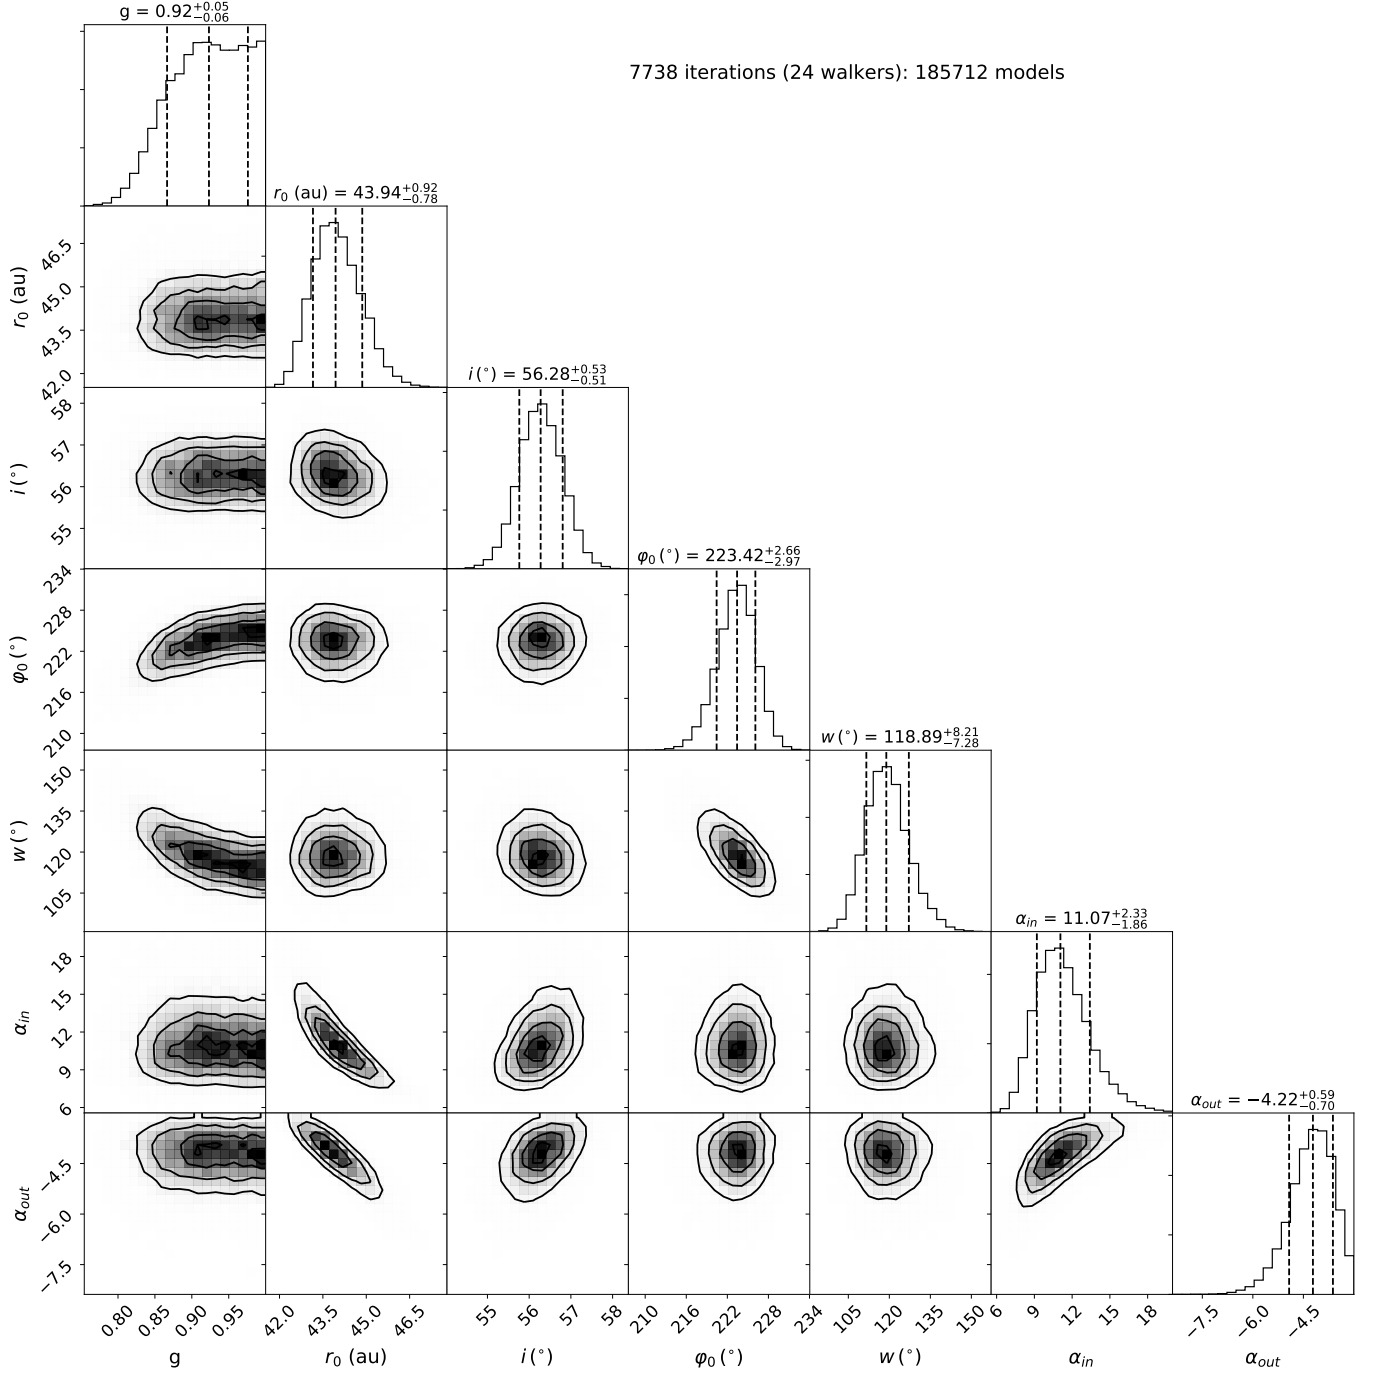 g = 0.92+0.05−0.06
7738 iterations (24 walkers): 185712 models
r0 (au) = 43.94+0.92−0.78
46.5
45.0
43.5
42.0
r0 (au)
i (°) = 56.28+0.53−0.51
58
57
56
55
i (°)
φ0 (°) = 223.42+2.66−2.97
234
228
222
216
210
φ0 (°)
w (°) = 118.89+8.21−7.28
150
135
120
105
w (°)
αin = 11.07+2.33−1.86
18
15
12
9
6
αin
αout = −4.22+0.59−0.70
−4.5
−6.0
−7.5
αout
0.80 0.85 0.90 0.95 42.0 43.5 45.0 46.5 55 56 57 58 210 216 222 228 234 105 120 135 150 6 9 12 15 18 −7.5 −6.0 −4.5
g r0 (au) i (°) φ0 (°) w (°) αin αout